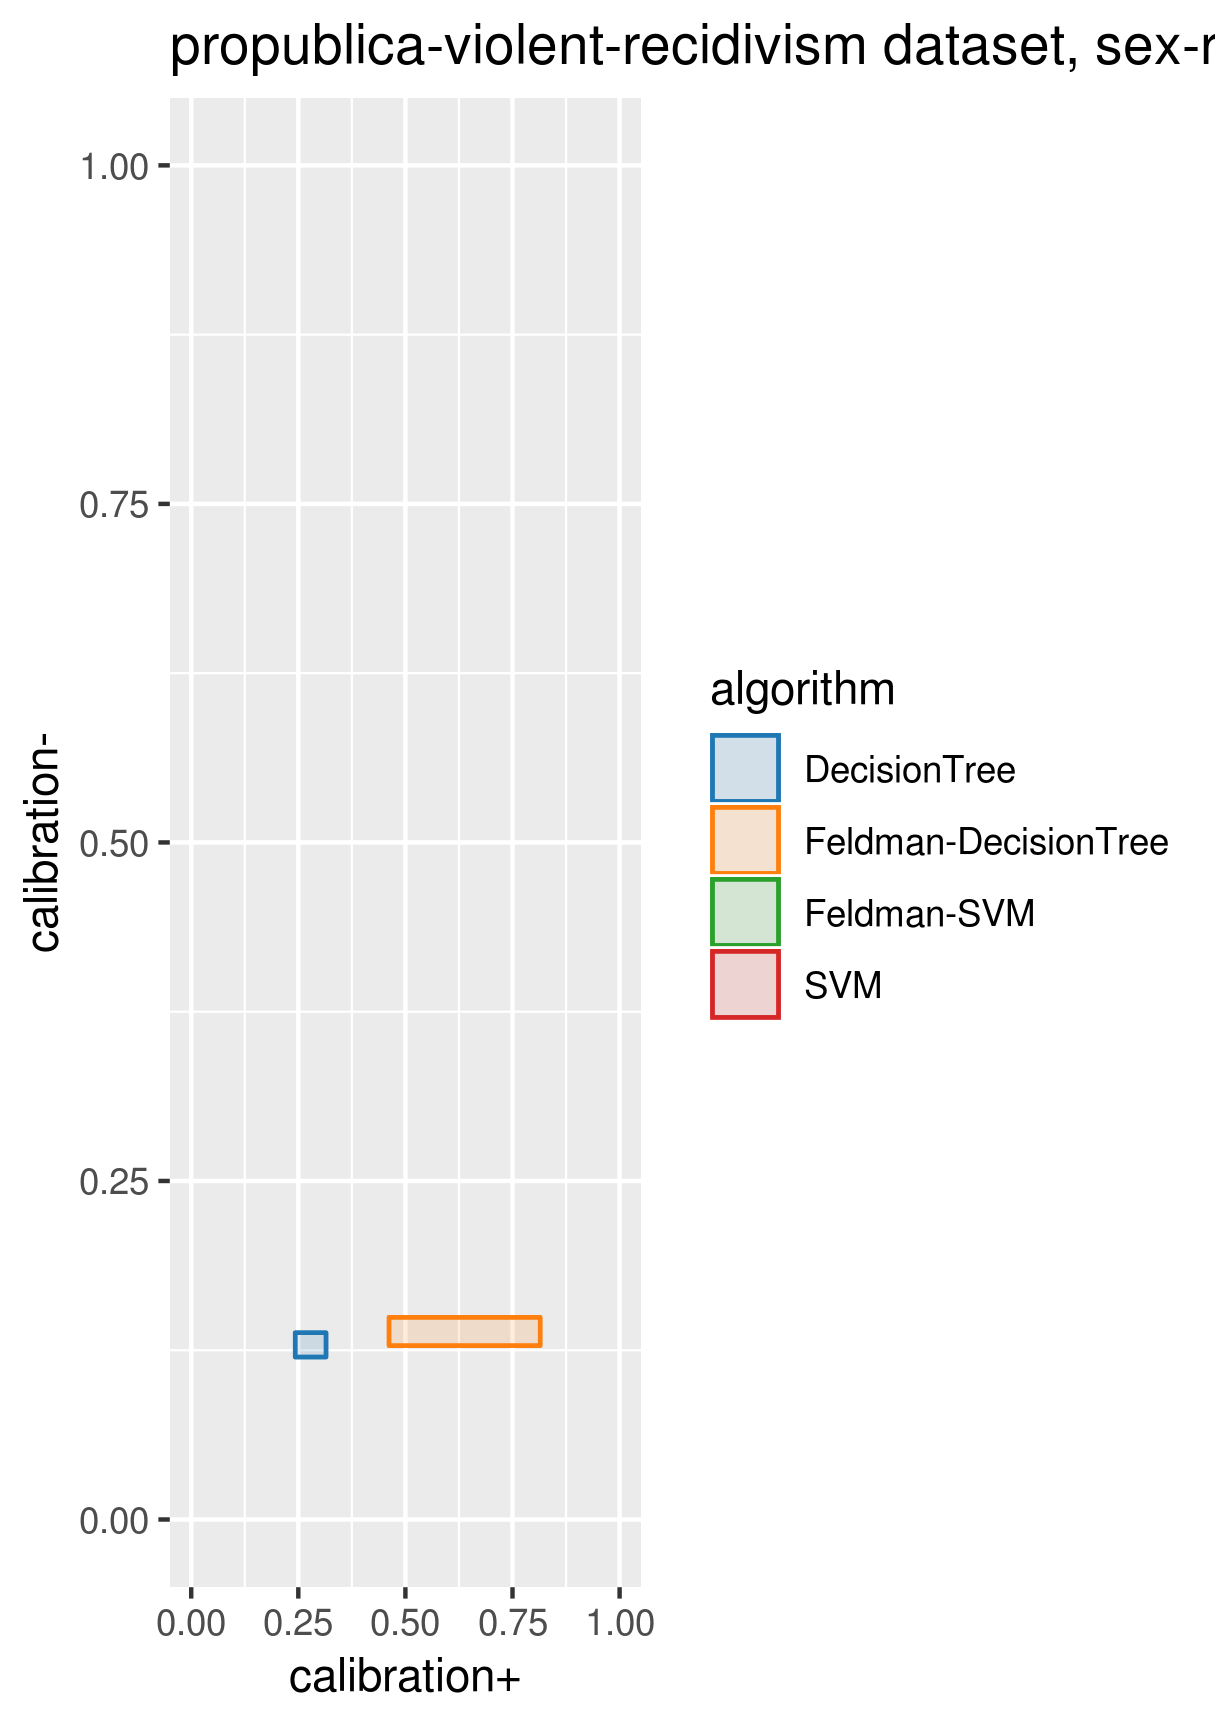 propublica-violent-recidivism dataset, sex-r
1.00
0.75
0.50
0.25
0.00
calibration-
0.00 0.25 0.50 0.75 1.00
calibration+
algorithm
DecisionTree
Feldman-DecisionTree
Feldman-SVM
SVM